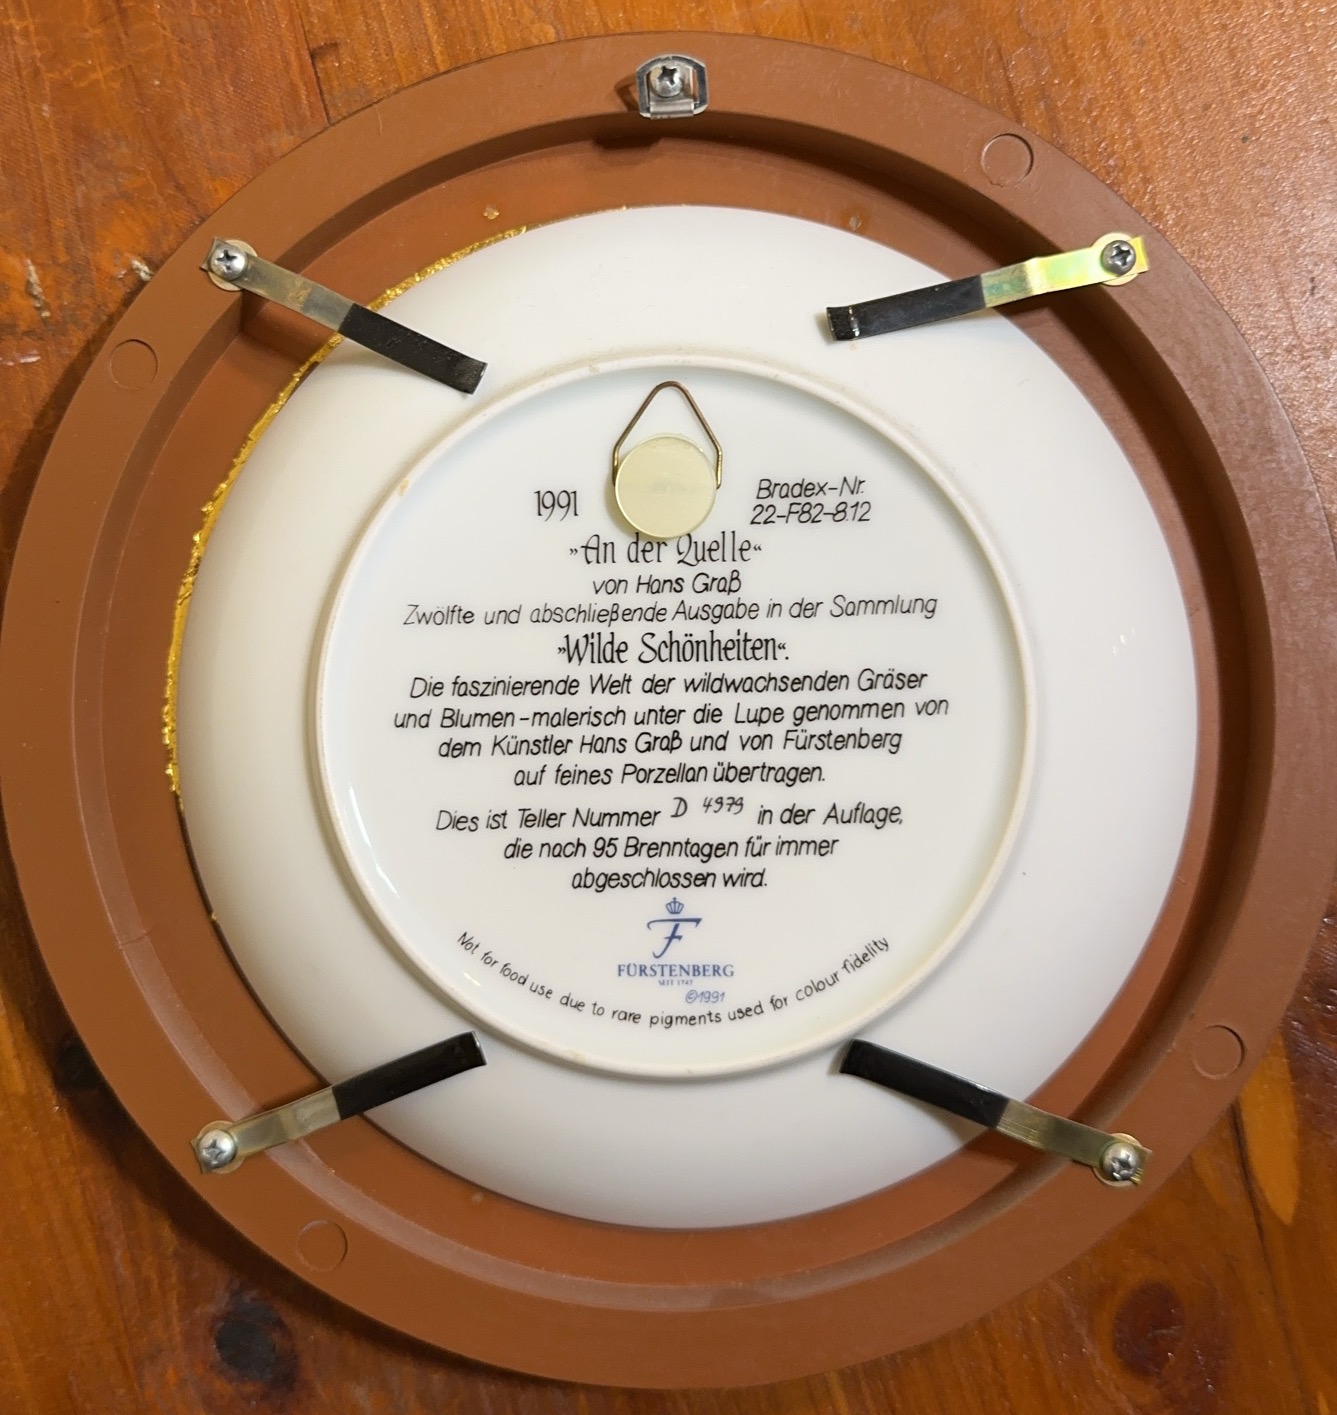 1991
Bradex-Nr.
22-F82-8.12
„An der Quelle“
von Hans Graß
Zwölfte und abschließende Ausgabe in der Sammlung
„Wilde Schönheiten“.
Die faszinierende Welt der wildwachsenden Gräser
und Blumen - malerisch unter die Lupe genommen von
dem Künstler Hans Graß und von Fürstenberg
auf feines Porzellan übertragen.
Dies ist Teller Nummer D 4979 in der Auflage,
die nach 95 Brenntagen für immer
abgeschlossen wird.
F
FÜRSTENBERG
SEIT 1747
©1991
Not for food use due to rare pigments used for colour fidelity